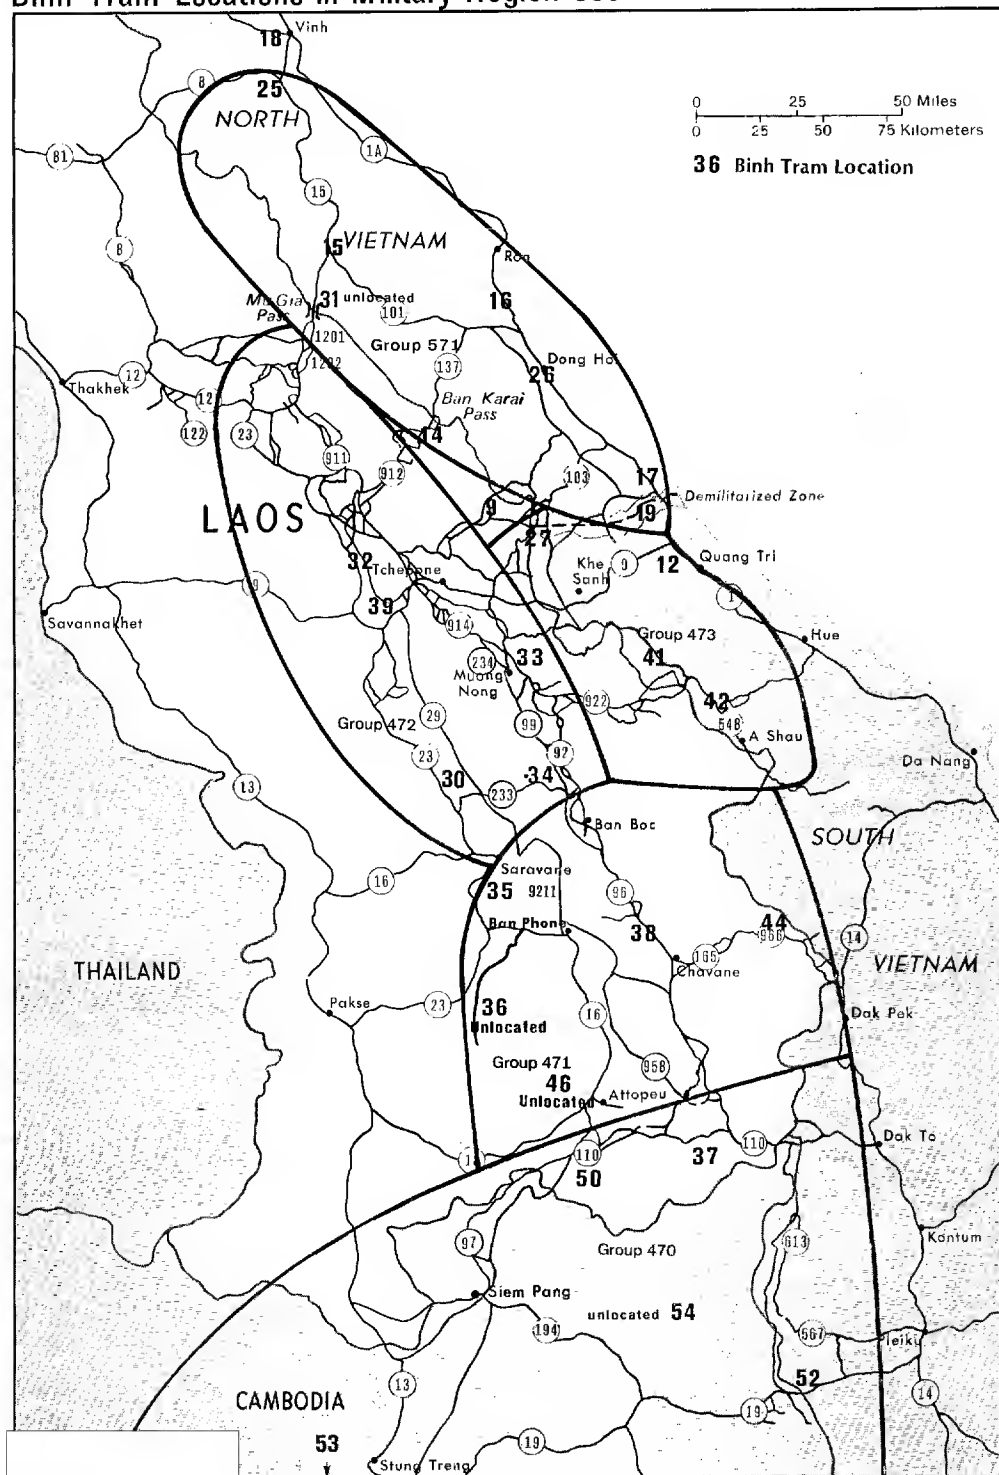 Binh Tram Locations in Military Region
18
Vinh
8
25
NORTH
0 25 50 Miles
0 25 50 75 Kilometers
36 Binh Tram Location
1A
81
15
15
VIETNAM
8
Ron
16
Mu Gia
Pass
31 unlocated
101
1201
Group 571
1202
137
Dong Hoi
26
12
Thakhek
12
Ban Karai
Pass
122
23
14
911
912
103
17
Demilitarized Zone
LAOS
9
19
27
32
Tchepone
Khe
Sanh
9
12
Quang Tri
9
39
1
Savannakhet
914
Group 473
Hue
33
41
234
Muong
Nong
922
42
Group 472
29
99
548
A Shau
23
92
Da Nang
30
34
13
233
Ban Boc
SOUTH
Saravane
16
35
9211
96
Ban Phone
38
44
966
14
165
Chavane
VIETNAM
THAILAND
Pakse
23
36
Unlocated
16
Dak Pek
Group 471
46
Unlocated
958
Attopeu
110
37
110
Dak To
50
97
Group 470
613
Kontum
Siem Pang
unlocated 54
194
567
Pleiku
52
13
CAMBODIA
19
14
53
19
Stung Treng